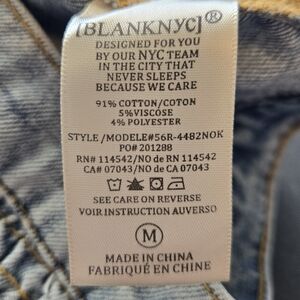 [BLANKNYC]®
DESIGNED FOR YOU
BY OUR NYC TEAM
IN THE CITY THAT
NEVER SLEEPS
BECAUSE WE CARE
91% COTTON/COTON
5%VISCOSE
4% POLYESTER
STYLE /MODELE#56R-4482NOK
PO# 201288
RN# 114542/NO de RN 114542
CA# 07043/NO de CA 07043
SEE CARE ON REVERSE
VOIR INSTRUCTION AUVERSO
M
MADE IN CHINA
FABRIQUÉ EN CHINE